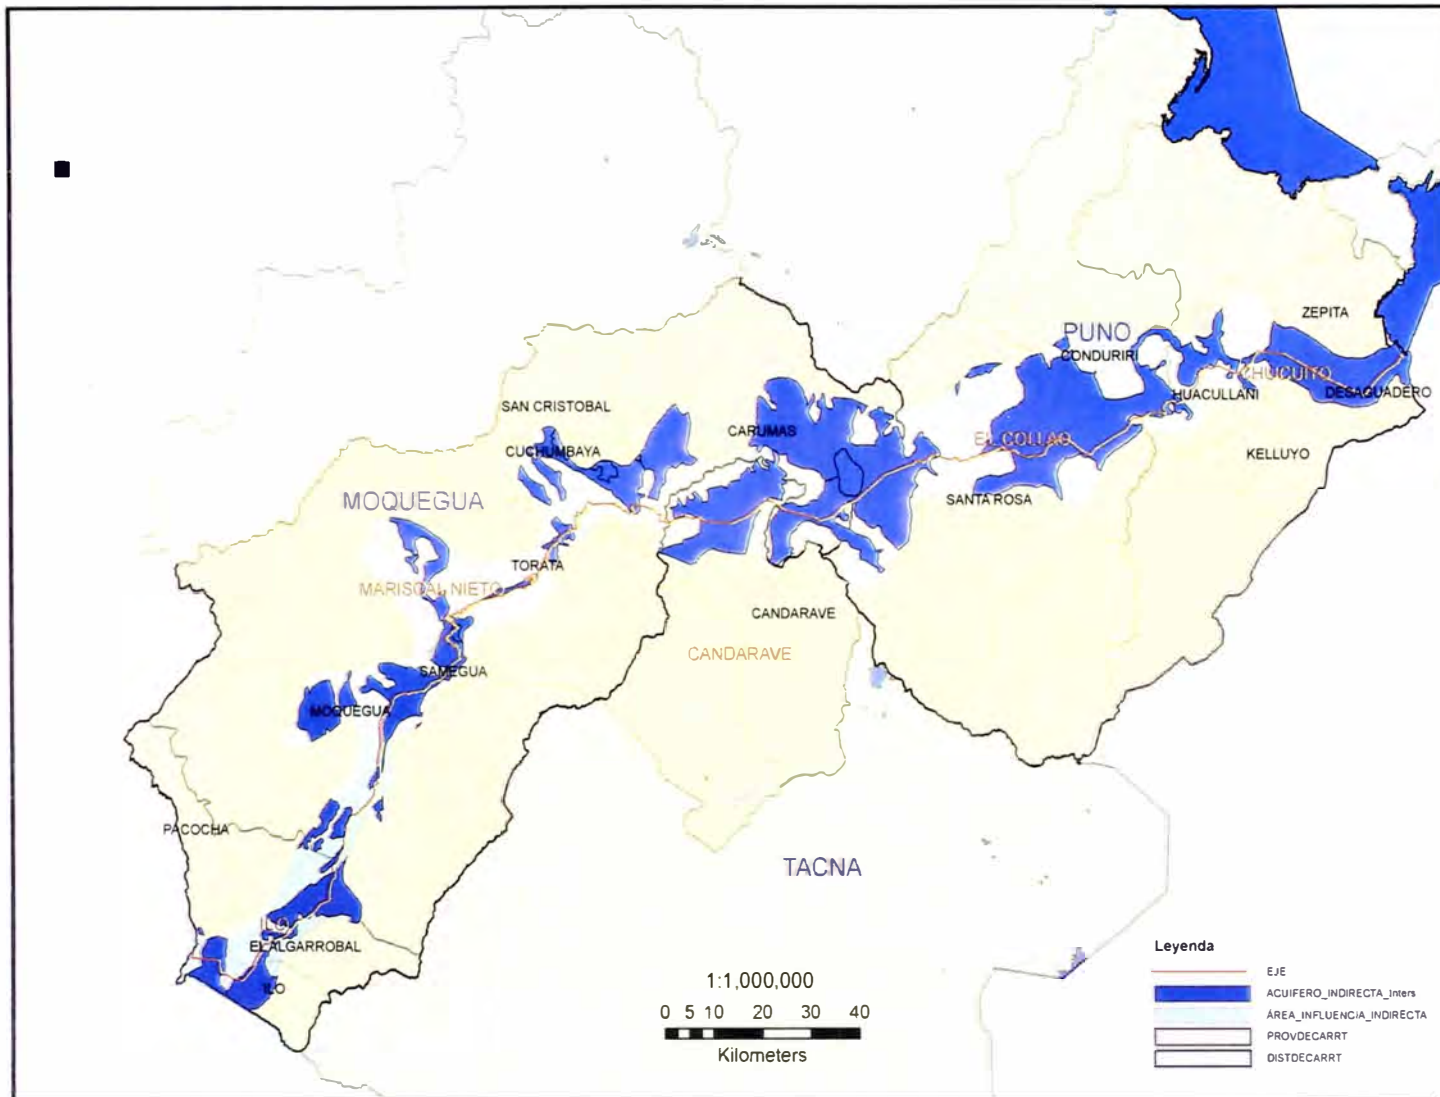 ZEPITA
PUNO
CONDURIRI
CHUCUITO
HUACULLANI
DESAGUADERO
SAN CRISTOBAL
CARUMAS
EL COLLAO
CUCHUMBAYA
KELLUYO
MOQUEGUA
SANTA ROSA
TORATA
MARISCAL NIETO
CANDARAVE
CANDARAVE
SAMEGUA
MOQUEGUA
PACOCHA
TACNA
ILO
EL ALGARROBAL
ILO
1:1,000,000
0 5 10 20 30 40
Kilometers
Leyenda
EJE
ACUIFERO_INDIRECTA_Inters
ÁREA_INFLUENCIA_INDIRECTA
PROVDECARRT
DISTDECARRT